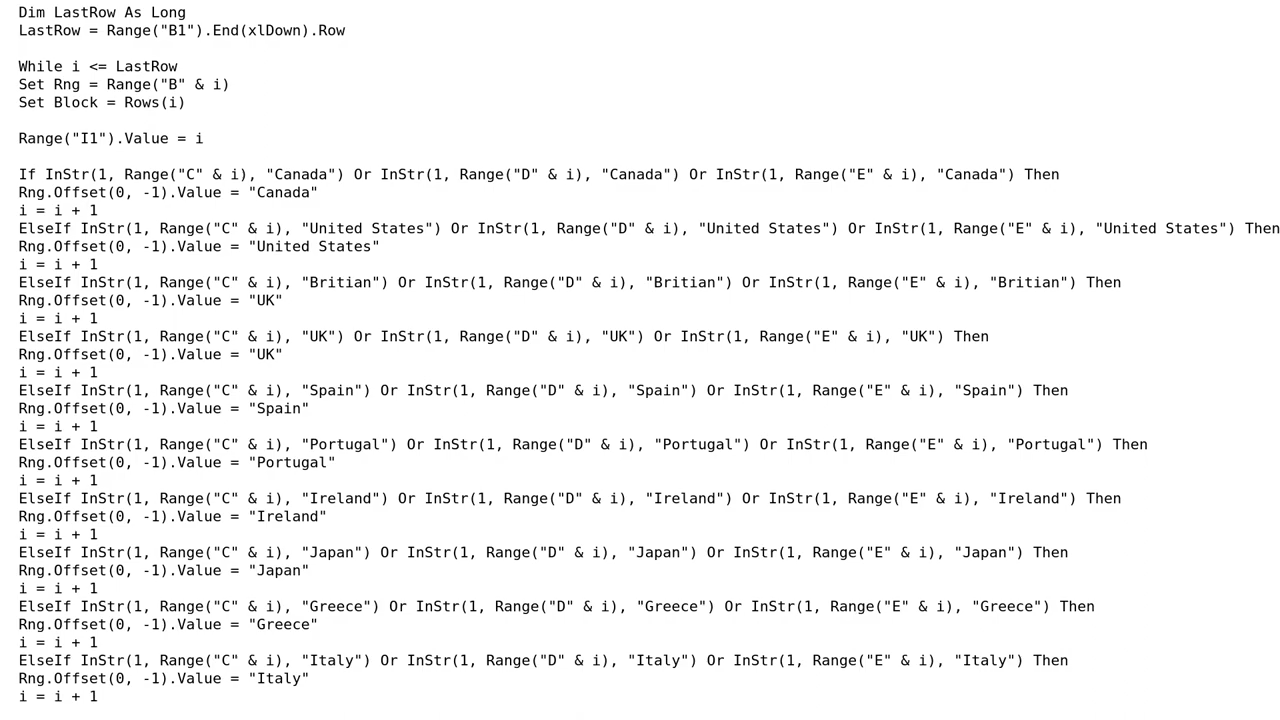 Dim LastRow As Long
LastRow = Range("B1").End(xlDown).Row
While i <= LastRow
Set Rng = Range("B" & i)
Set Block = Rows(i)
Range("I1").Value = i
If InStr(1, Range("C" & i), "Canada") Or InStr(1, Range("D" & i), "Canada") Or InStr(1, Range("E" & i), "Canada") Then
Rng.Offset(0, -1).Value = "Canada"
i = i + 1
ElseIf InStr(1, Range("C" & i), "United States") Or InStr(1, Range("D" & i), "United States") Or InStr(1, Range("E" & i), "United States") Then
Rng.Offset(0, -1).Value = "United States"
i = i + 1
ElseIf InStr(1, Range("C" & i), "Britian") Or InStr(1, Range("D" & i), "Britian") Or InStr(1, Range("E" & i), "Britian") Then
Rng.Offset(0, -1).Value = "UK"
i = i + 1
ElseIf InStr(1, Range("C" & i), "UK") Or InStr(1, Range("D" & i), "UK") Or InStr(1, Range("E" & i), "UK") Then
Rng.Offset(0, -1).Value = "UK"
i = i + 1
ElseIf InStr(1, Range("C" & i), "Spain") Or InStr(1, Range("D" & i), "Spain") Or InStr(1, Range("E" & i), "Spain") Then
Rng.Offset(0, -1).Value = "Spain"
i = i + 1
ElseIf InStr(1, Range("C" & i), "Portugal") Or InStr(1, Range("D" & i), "Portugal") Or InStr(1, Range("E" & i), "Portugal") Then
Rng.Offset(0, -1).Value = "Portugal"
i = i + 1
ElseIf InStr(1, Range("C" & i), "Ireland") Or InStr(1, Range("D" & i), "Ireland") Or InStr(1, Range("E" & i), "Ireland") Then
Rng.Offset(0, -1).Value = "Ireland"
i = i + 1
ElseIf InStr(1, Range("C" & i), "Japan") Or InStr(1, Range("D" & i), "Japan") Or InStr(1, Range("E" & i), "Japan") Then
Rng.Offset(0, -1).Value = "Japan"
i = i + 1
ElseIf InStr(1, Range("C" & i), "Greece") Or InStr(1, Range("D" & i), "Greece") Or InStr(1, Range("E" & i), "Greece") Then
Rng.Offset(0, -1).Value = "Greece"
i = i + 1
ElseIf InStr(1, Range("C" & i), "Italy") Or InStr(1, Range("D" & i), "Italy") Or InStr(1, Range("E" & i), "Italy") Then
Rng.Offset(0, -1).Value = "Italy"
i = i + 1